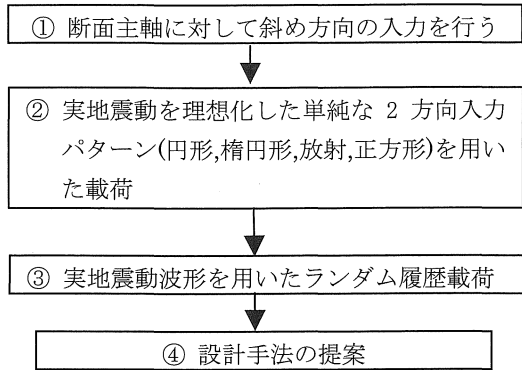 ① 断面主軸に対して斜め方向の入力を行う
② 実地震動を理想化した単純な 2 方向入力
パターン(円形,楕円形,放射,正方形)を用い
た載荷
③ 実地震動波形を用いたランダム履歴載荷
④ 設計手法の提案